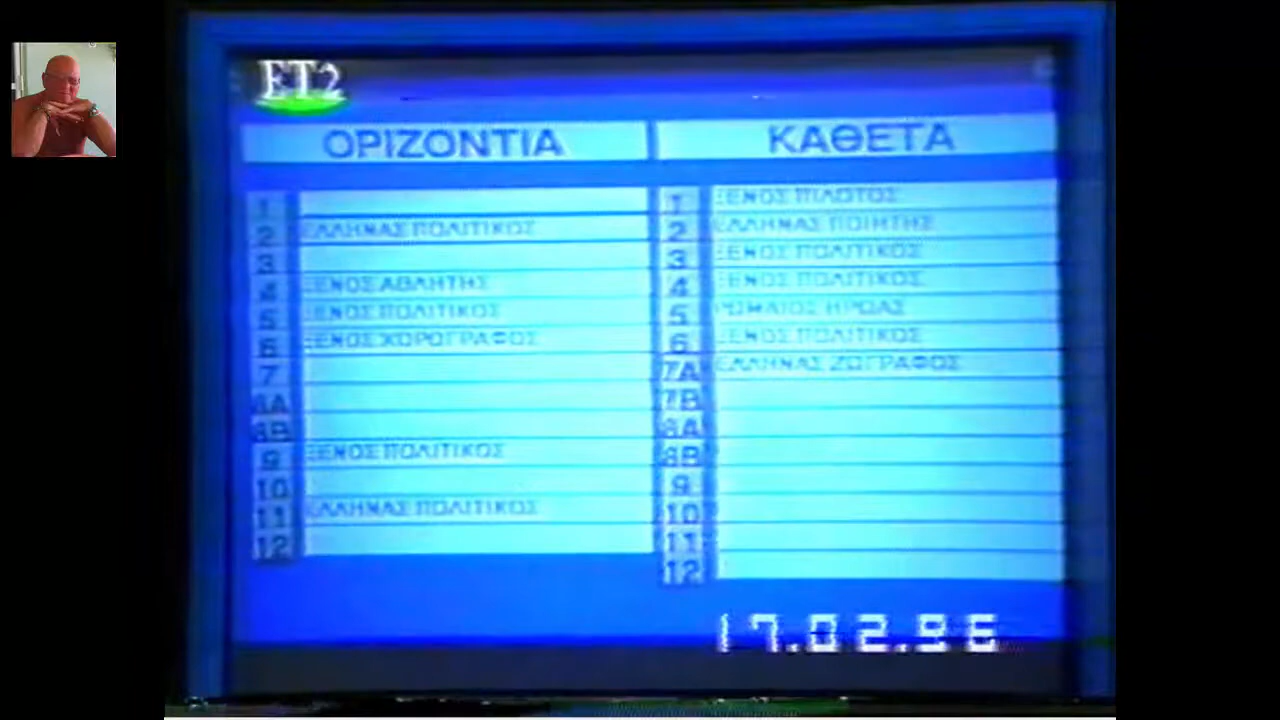 ET2
ΟΡΙΖΟΝΤΙΑ
1
2 ΕΛΛΗΝΑΣ ΠΟΛΙΤΙΚΟΣ
3
4 ΞΕΝΟΣ ΑΘΛΗΤΗΣ
5 ΞΕΝΟΣ ΠΟΛΙΤΙΚΟΣ
6 ΞΕΝΟΣ ΧΟΡΟΓΡΑΦΟΣ
7
8Α
8Β
9 ΞΕΝΟΣ ΠΟΛΙΤΙΚΟΣ
10
11 ΕΛΛΗΝΑΣ ΠΟΛΙΤΙΚΟΣ
12
ΚΑΘΕΤΑ
1 ΞΕΝΟΣ ΠΙΛΟΤΟΣ
2 ΕΛΛΗΝΑΣ ΠΟΙΗΤΗΣ
3 ΞΕΝΟΣ ΠΟΛΙΤΙΚΟΣ
4 ΞΕΝΟΣ ΠΟΛΙΤΙΚΟΣ
5 ΡΩΜΑΙΟΣ ΗΡΩΑΣ
6 ΞΕΝΟΣ ΠΟΛΙΤΙΚΟΣ
7Α ΕΛΛΗΝΑΣ ΖΩΓΡΑΦΟΣ
7Β
8Α
8Β
9
10
11
12
17.02.96